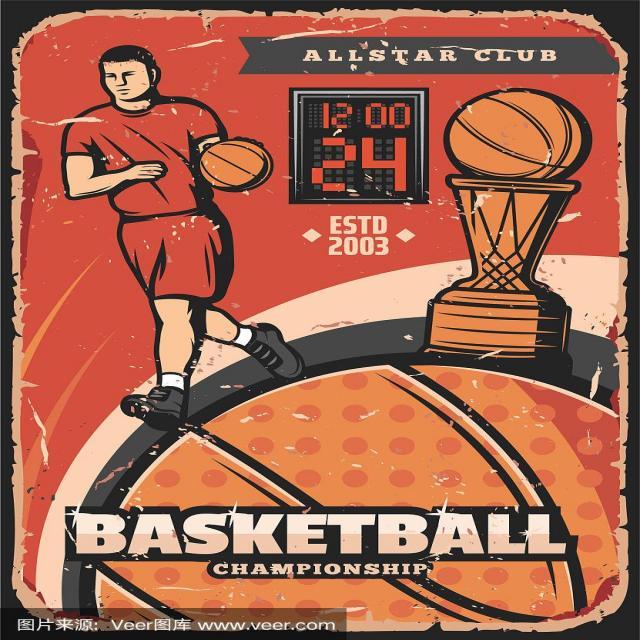 ALLSTAR CLUB
12:00
24
ESTD
2003
BASKETBALL
CHAMPIONSHIP
图片来源：Veer图库 www.veer.com